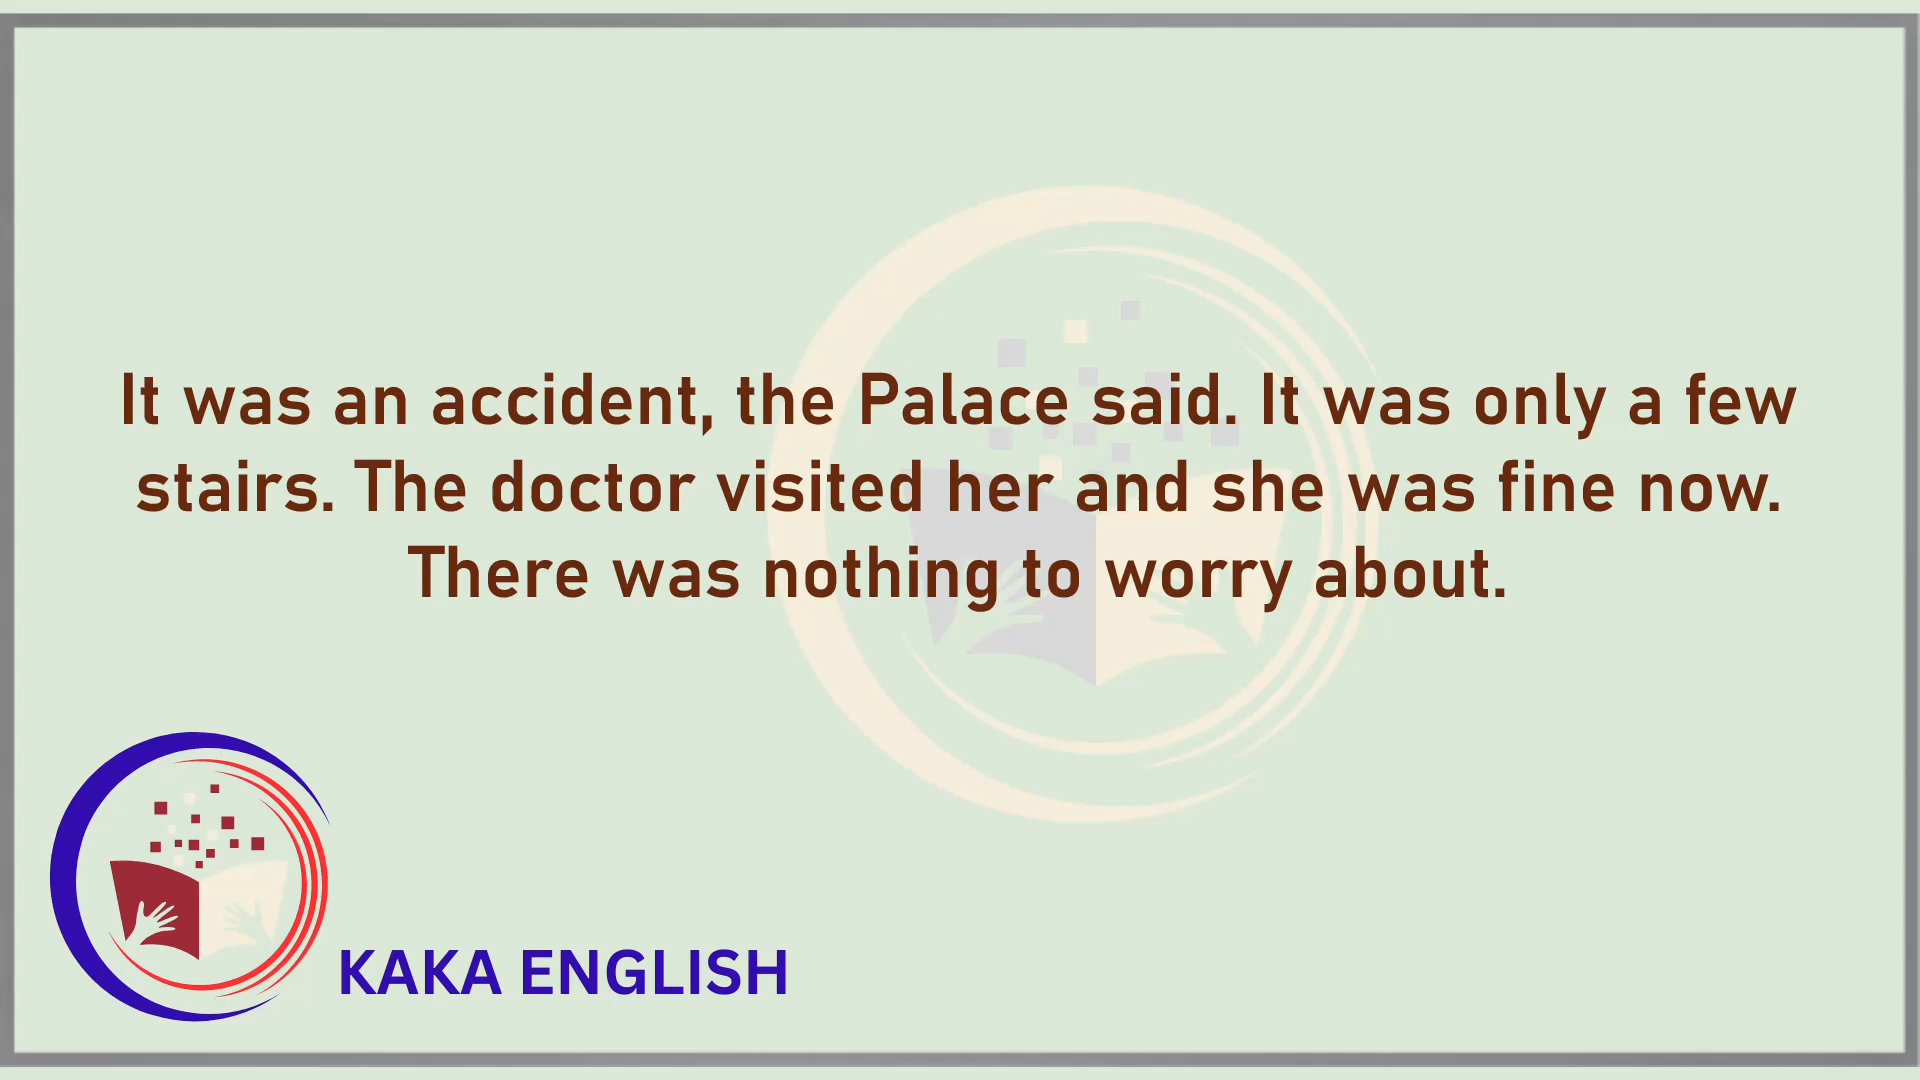 It was an accident, the Palace said. It was only a few
stairs. The doctor visited her and she was fine now.
There was nothing to worry about.
KAKA ENGLISH